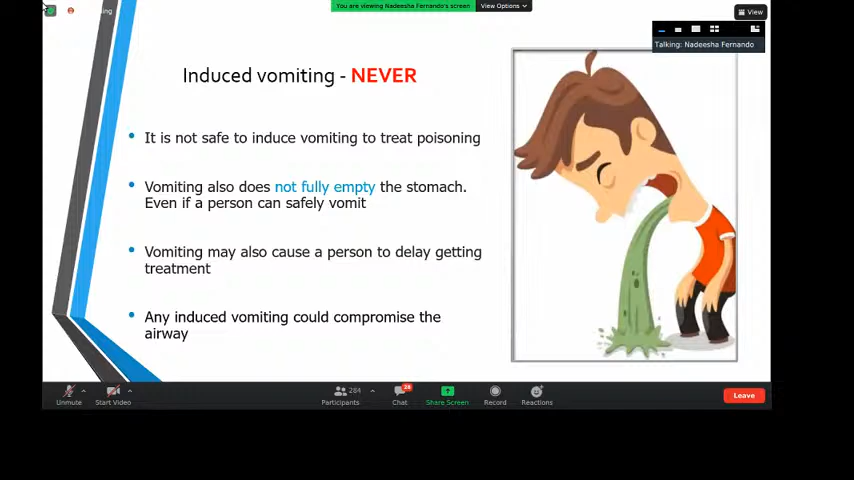 You are viewing Nadeesha Fernando's screen
View Options
View
Talking: Nadeesha Fernando
Induced vomiting - NEVER
• It is not safe to induce vomiting to treat poisoning
• Vomiting also does not fully empty the stomach.
Even if a person can safely vomit
• Vomiting may also cause a person to delay getting
treatment
• Any induced vomiting could compromise the
airway
Unmute
Start Video
284
Participants
28
Chat
Share Screen
Record
Reactions
Leave